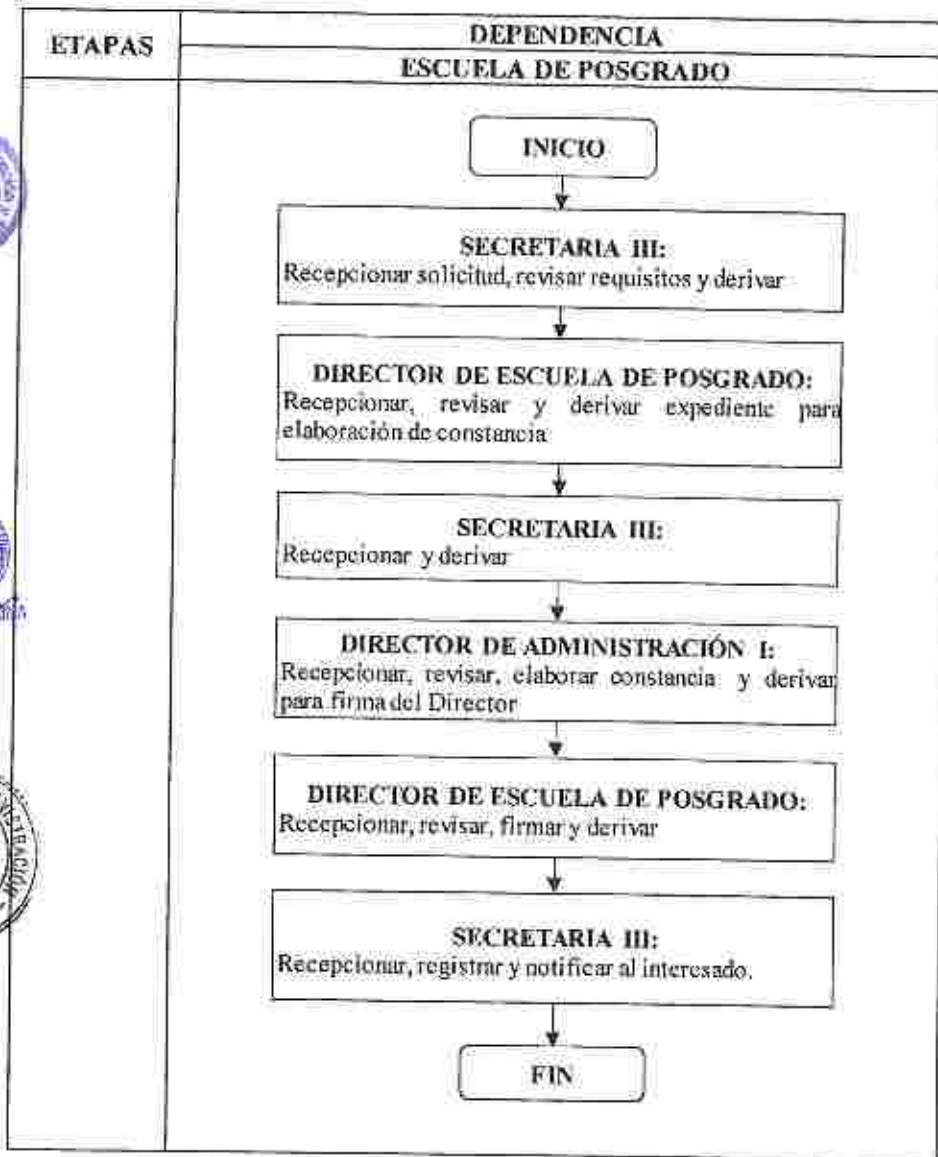 ETAPAS
DEPENDENCIA
ESCUELA DE POSGRADO
INICIO
SECRETARIA III:
Recepcionar solicitud, revisar requisitos y derivar
DIRECTOR DE ESCUELA DE POSGRADO:
Recepcionar, revisar y derivar expediente para
elaboración de constancia
SECRETARIA III:
Recepcionar y derivar
DIRECTOR DE ADMINISTRACIÓN I:
Recepcionar, revisar, elaborar constancia y derivar
para firma del Director
DIRECTOR DE ESCUELA DE POSGRADO:
Recepcionar, revisar, firmar y derivar
SECRETARIA III:
Recepcionar, registrar y notificar al interesado.
FIN